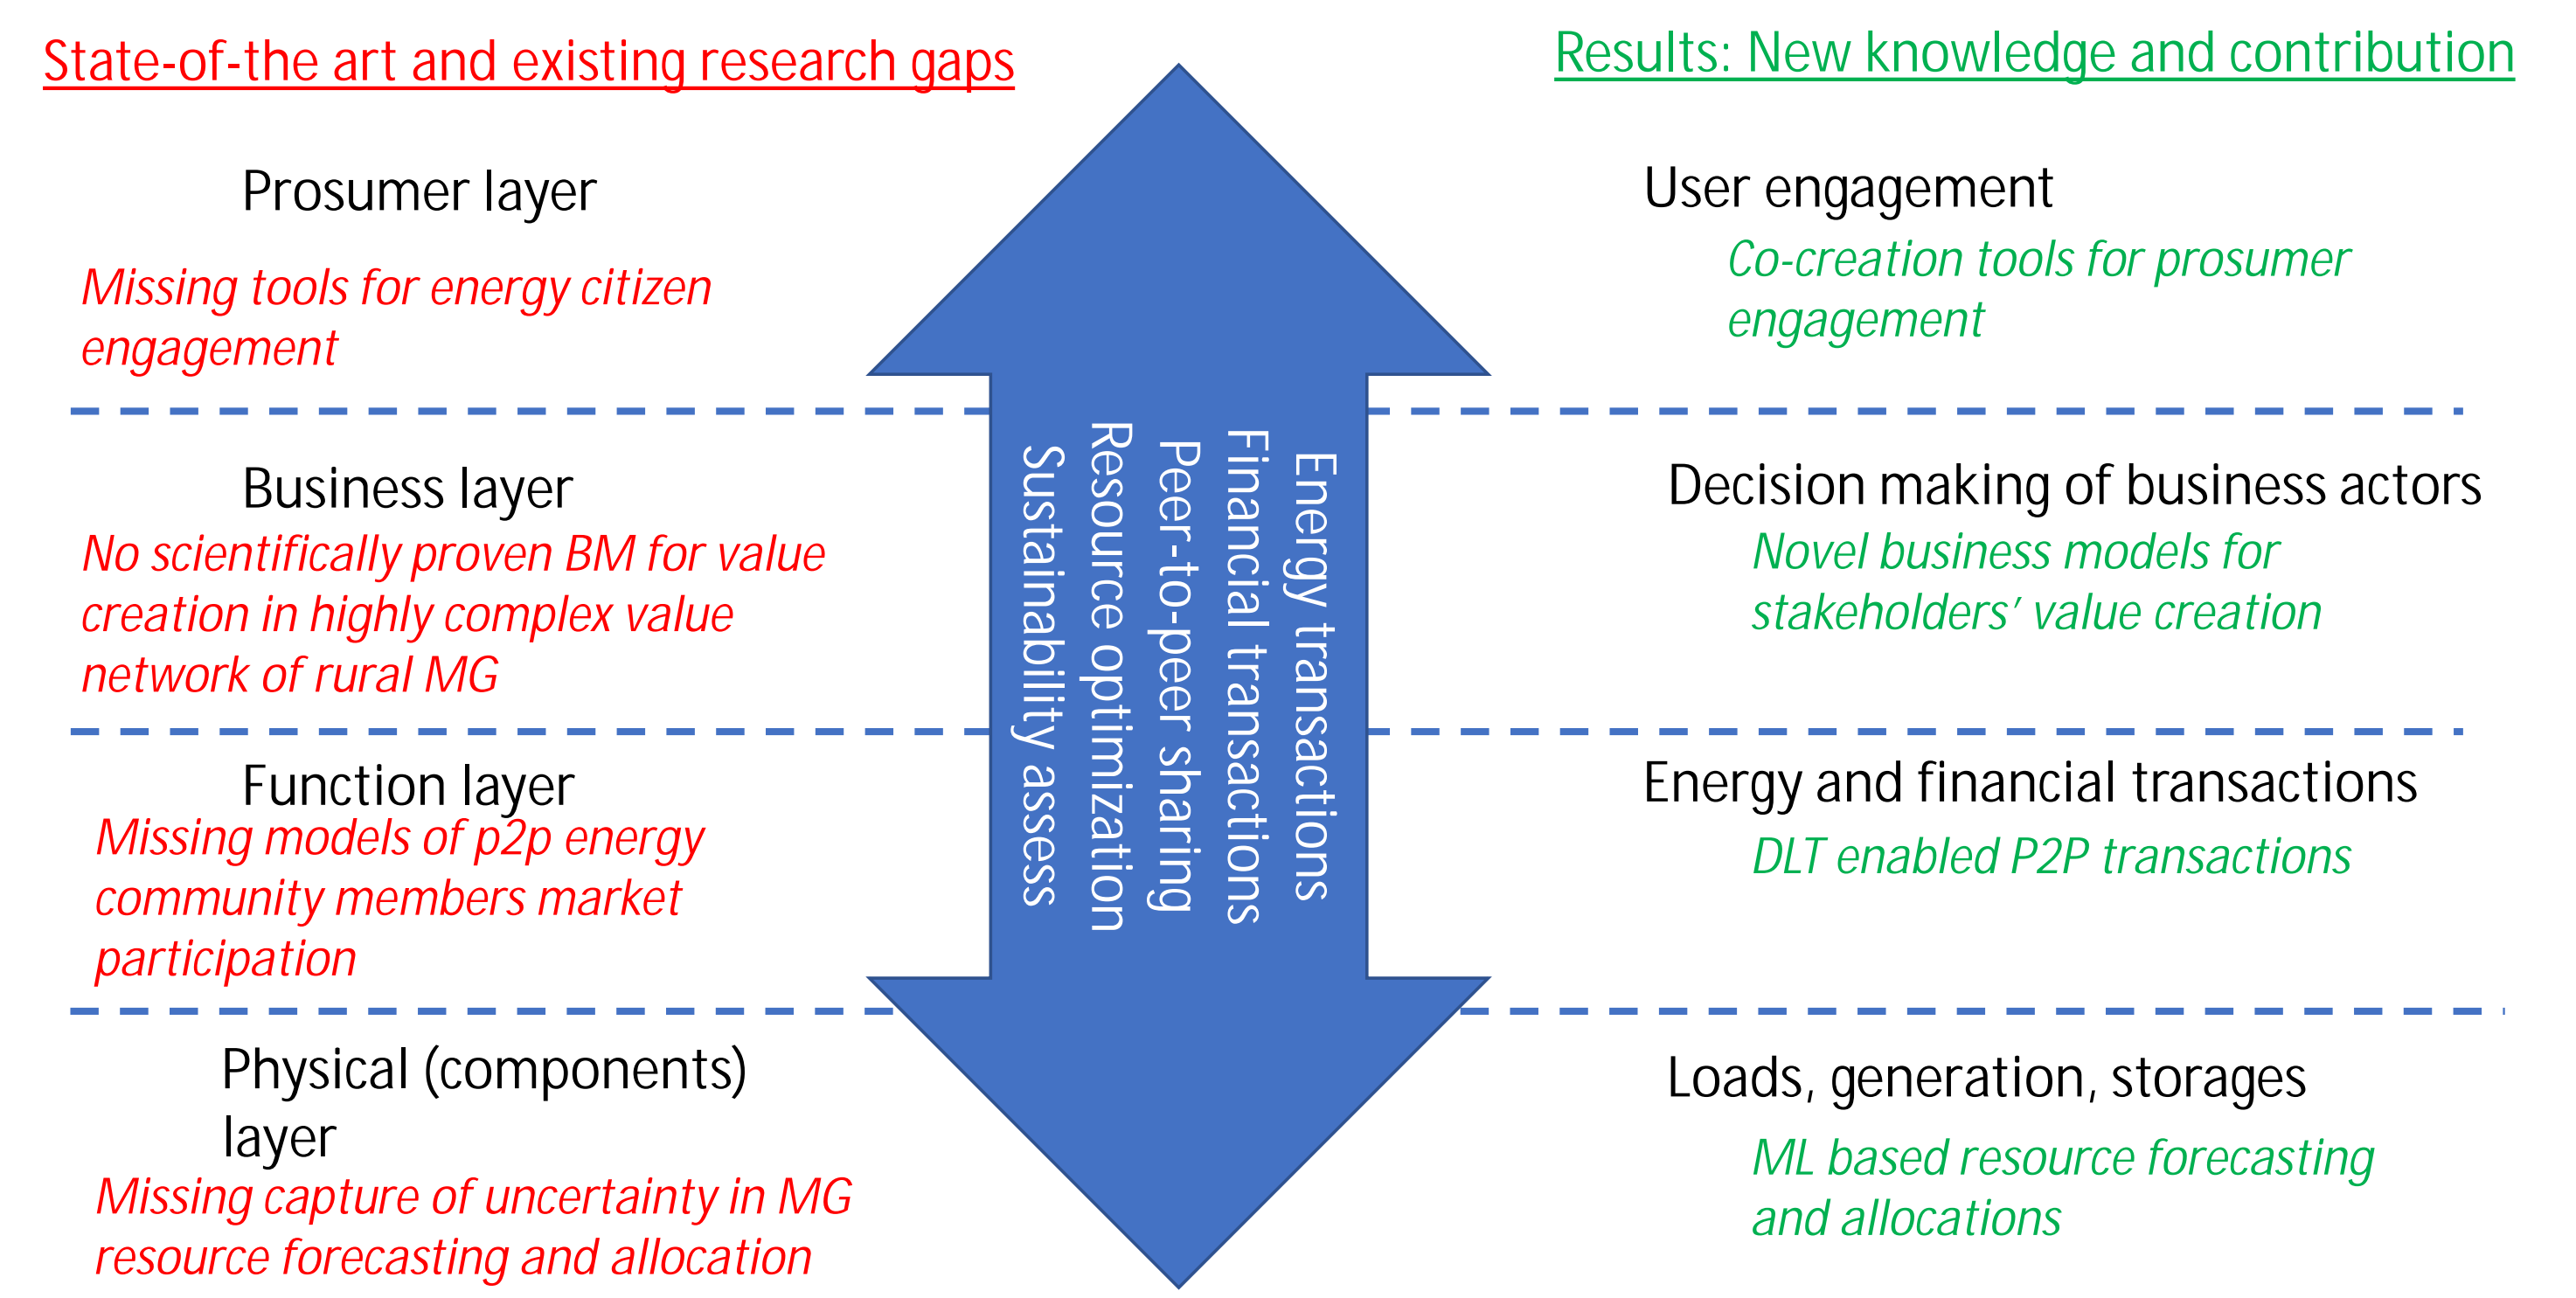 State-of-the art and existing research gaps
Prosumer layer
Missing tools for energy citizen
engagement
Business layer
No scientifically proven BM for value
creation in highly complex value
network of rural MG
Function layer
Missing models of p2p energy
community members market
participation
Physical (components)
layer
Missing capture of uncertainty in MG
resource forecasting and allocation
Energy transactions
Financial transactions
Peer-to-peer sharing
Resource optimization
Sustainability assess
Results: New knowledge and contribution
User engagement
Co-creation tools for prosumer
engagement
Decision making of business actors
Novel business models for
stakeholders’ value creation
Energy and financial transactions
DLT enabled P2P transactions
Loads, generation, storages
ML based resource forecasting
and allocations